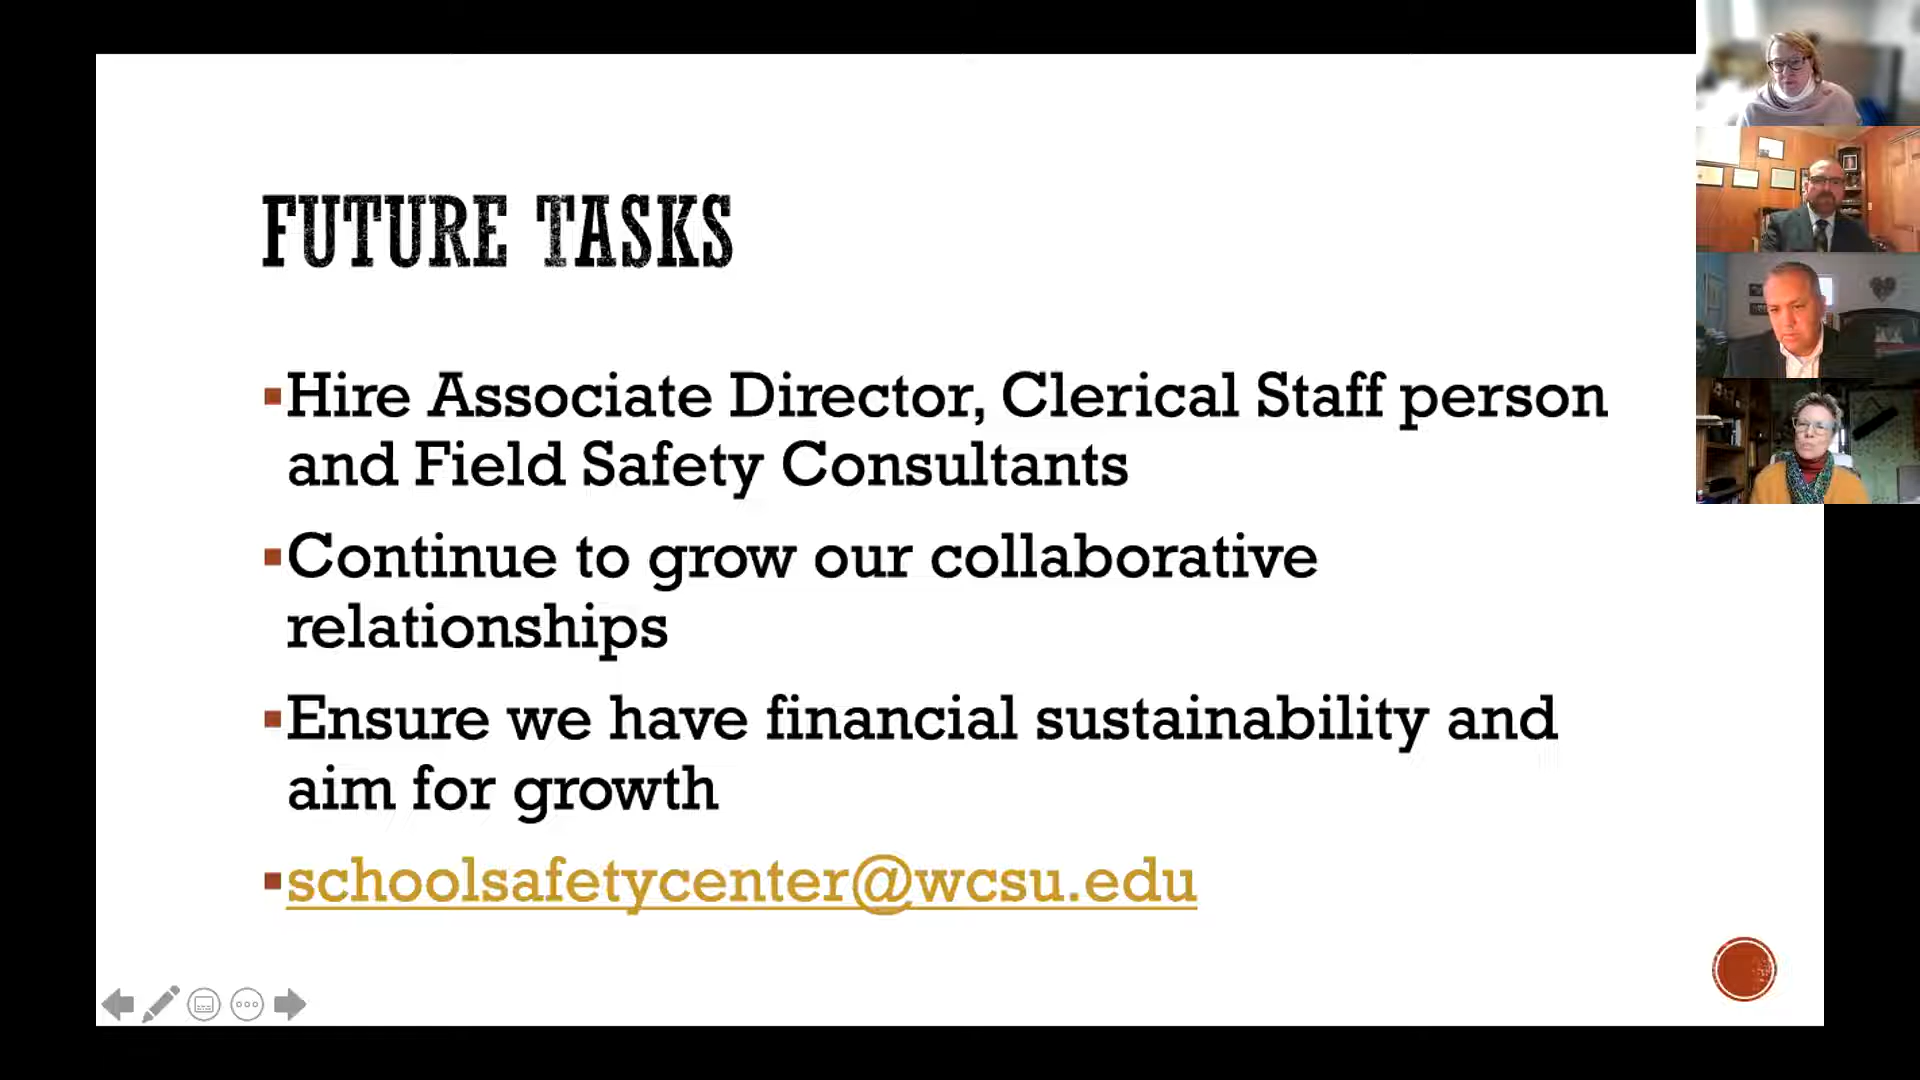 FUTURE TASKS
Hire Associate Director, Clerical Staff person
and Field Safety Consultants
Continue to grow our collaborative
relationships
Ensure we have financial sustainability and
aim for growth
schoolsafetycenter@wcsu.edu